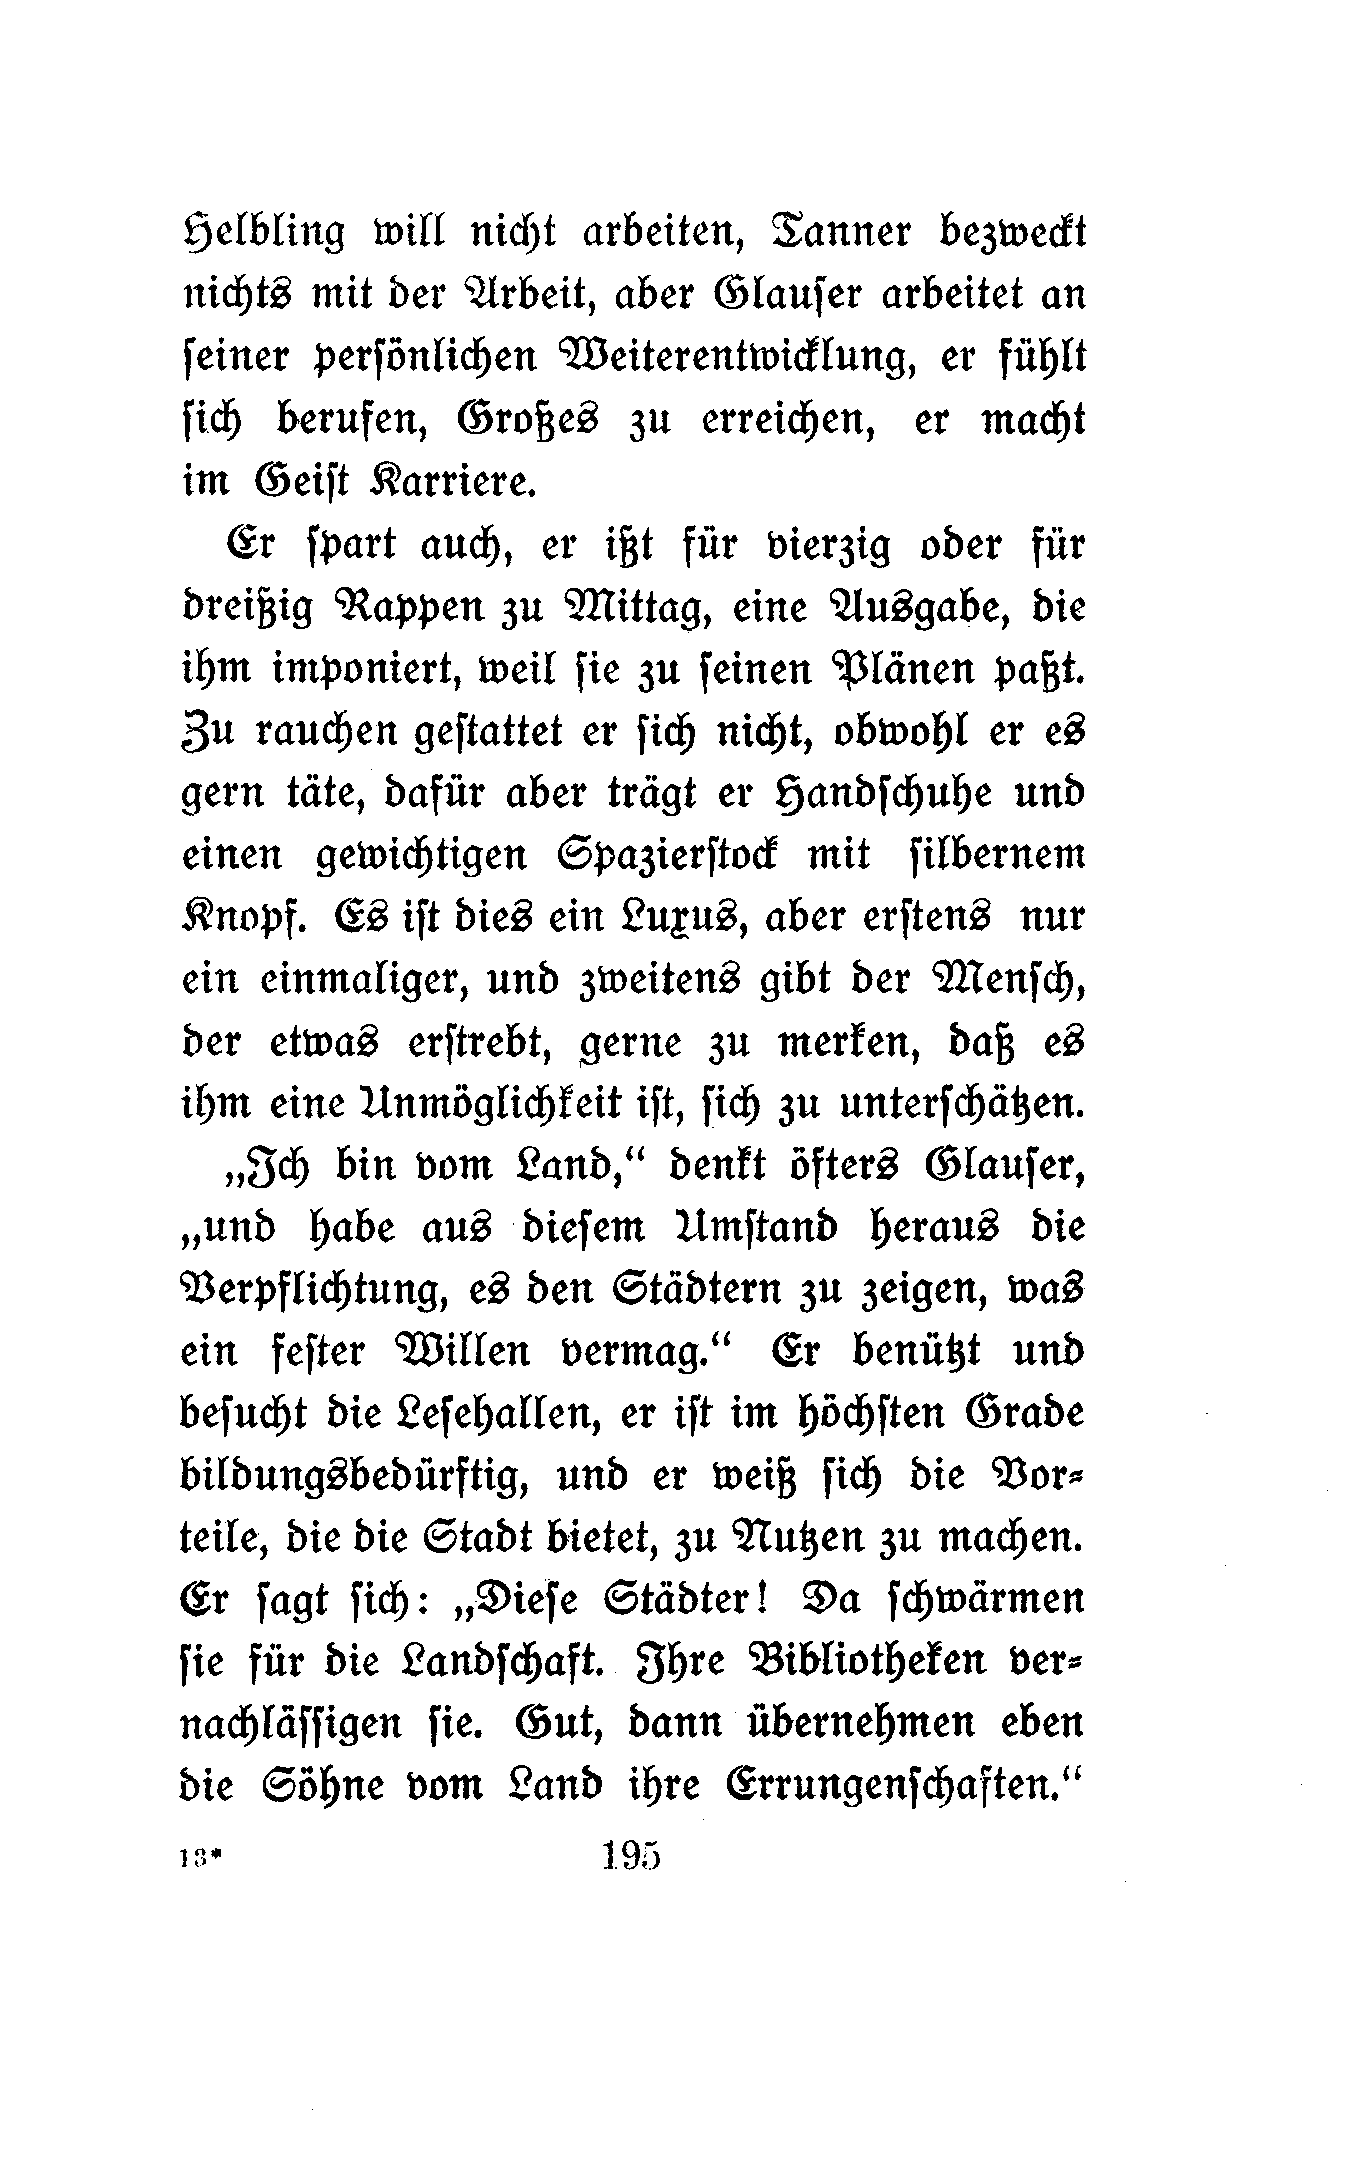 Helbling will nicht arbeiten, Tanner bezweckt
nichts mit der Arbeit, aber Glauser arbeitet an
seiner persönlichen Weiterentwicklung, er fühlt
sich berufen, Großes zu erreichen, er macht
im Geist Karriere.
Er spart auch, er ißt für vierzig oder für
dreißig Rappen zu Mittag, eine Ausgabe, die
ihm imponiert, weil sie zu seinen Plänen paßt.
Zu rauchen gestattet er sich nicht, obwohl er es
gern täte, dafür aber trägt er Handschuhe und
einen gewichtigen Spazierstock mit silbernem
Knopf. Es ist dies ein Luxus, aber erstens nur
ein einmaliger, und zweitens gibt der Mensch,
der etwas erstrebt, gerne zu merken, daß es
ihm eine Unmöglichkeit ist, sich zu unterschätzen.
„Ich bin vom Land,“ denkt öfters Glauser,
„und habe aus diesem Umstand heraus die
Verpflichtung, es den Städtern zu zeigen, was
ein fester Willen vermag.“ Er benützt und
besucht die Lesehallen, er ist im höchsten Grade
bildungsbedürftig, und er weiß sich die Vor-
teile, die die Stadt bietet, zu Nutzen zu machen.
Er sagt sich: „Diese Städter! Da schwärmen
sie für die Landschaft. Ihre Bibliotheken ver-
nachlässigen sie. Gut, dann übernehmen eben
die Söhne vom Land ihre Errungenschaften.“
13* 195